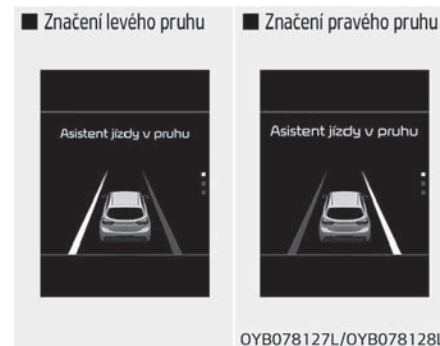 ■ Značení levého pruhu
Asistent jízdy v pruhu
■ Značení pravého pruhu
Asistent jízdy v pruhu
OYB078127L/OYB078128L